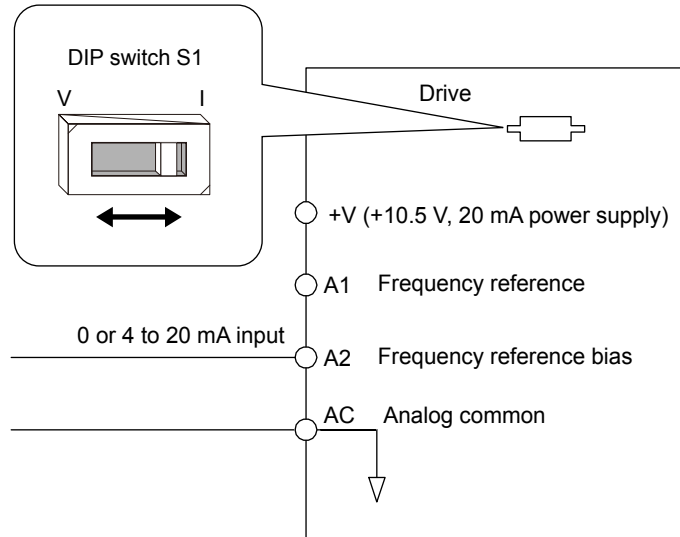 DIP switch S1
V I
Drive
+V (+10.5 V, 20 mA power supply)
A1 Frequency reference
0 or 4 to 20 mA input
A2 Frequency reference bias
AC Analog common